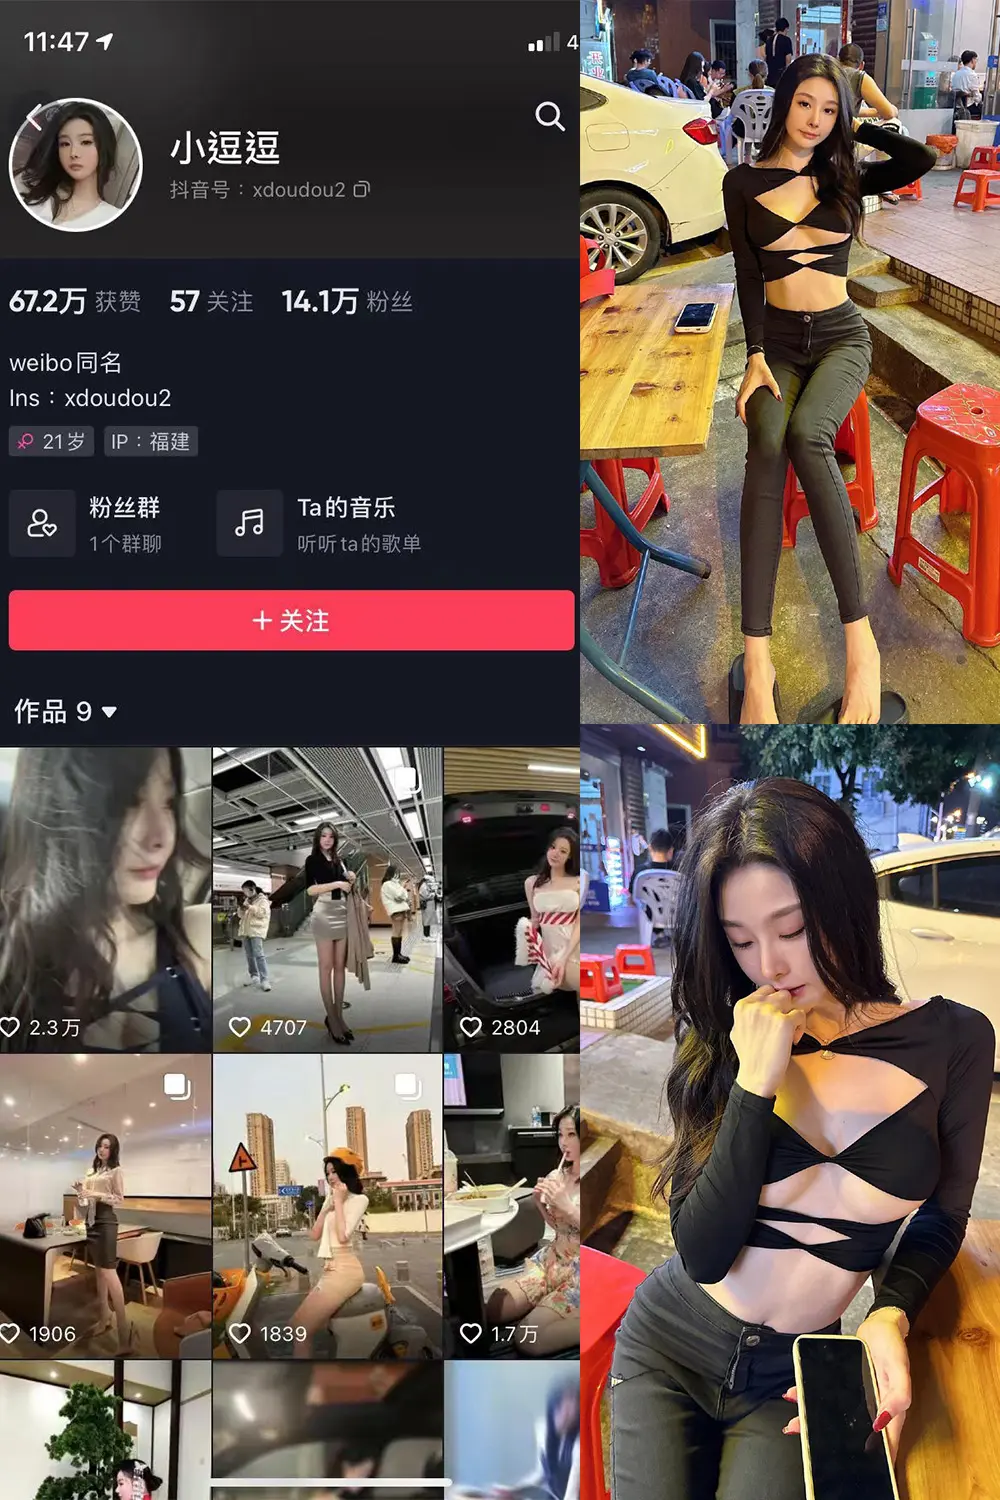 11:47
4
小逗逗
抖音号：xdoudou2
67.2万 获赞 57 关注 14.1万 粉丝
weibo同名
Ins：xdoudou2
21岁 IP：福建
粉丝群
1个群聊
Ta的音乐
听听ta的歌单
+ 关注
作品 9
2.3万
4707
2804
1906
1839
1.7万